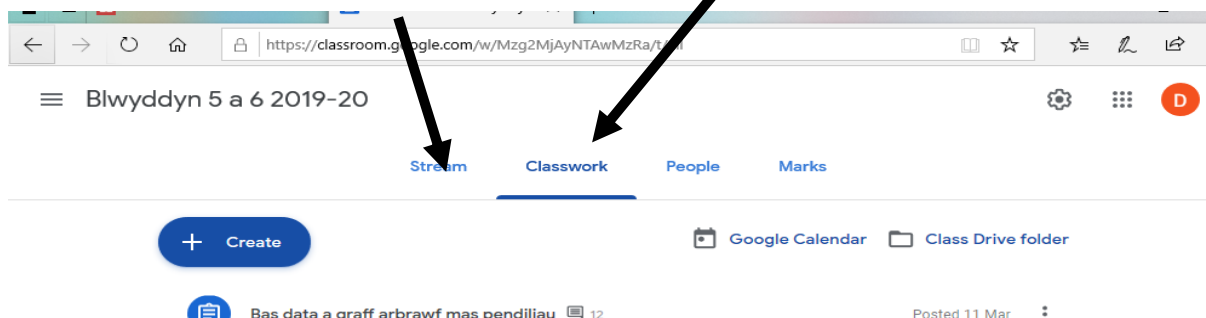 https://classroom.google.com/w/Mzg2MjAyNTAwMzRa/t/all
Blwyddyn 5 a 6 2019-20
D
Stream Classwork People Marks
+ Create
Google Calendar Class Drive folder
Bas data a graff arbrawf mas pendiliau 12
Posted 11 Mar